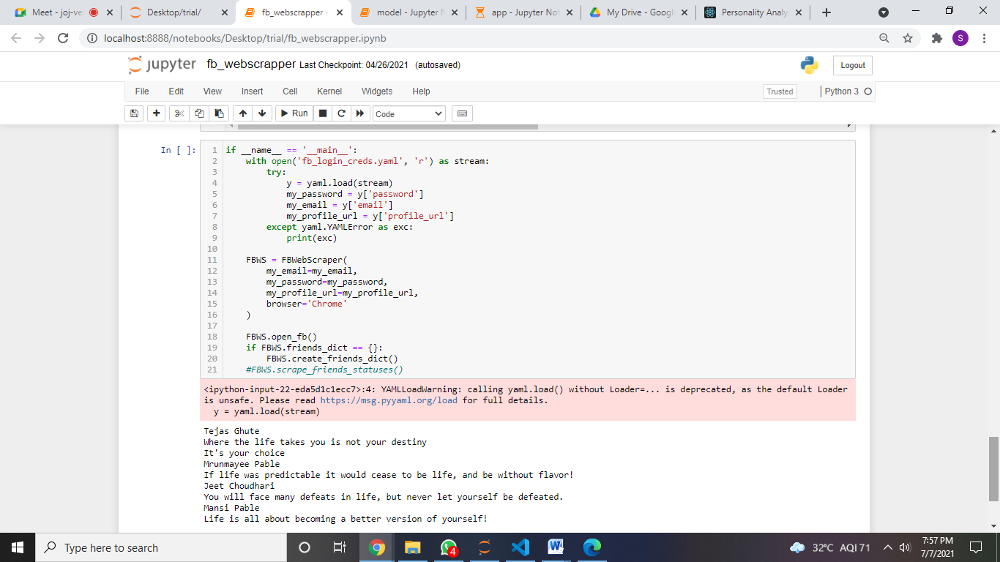 Meet - joj-ve
Desktop/trial/
fb_webscrapper -
model - Jupyter N
app - Jupyter Not
My Drive - Googl
Personality Analy
localhost:8888/notebooks/Desktop/trial/fb_webscrapper.ipynb
S
jupyter fb_webscrapper Last Checkpoint: 04/26/2021 (autosaved)
Logout
File Edit View Insert Cell Kernel Widgets Help
Trusted
Python 3
Run
Code
In [ ]:
1 if __name__ == '__main__':
2     with open('fb_login_creds.yaml', 'r') as stream:
3         try:
4             y = yaml.load(stream)
5             my_password = y['password']
6             my_email = y['email']
7             my_profile_url = y['profile_url']
8         except yaml.YAMLError as exc:
9             print(exc)
10
11     FBWS = FBWebScraper(
12         my_email=my_email,
13         my_password=my_password,
14         my_profile_url=my_profile_url,
15         browser='Chrome'
16     )
17
18     FBWS.open_fb()
19     if FBWS.friends_dict == {}:
20         FBWS.create_friends_dict()
21     #FBWS.scrape_friends_statuses()
<ipython-input-22-eda5d1c1ecc7>:4: YAMLLoadWarning: calling yaml.load() without Loader=... is deprecated, as the default Loader
is unsafe. Please read https://msg.pyyaml.org/load for full details.
  y = yaml.load(stream)
Tejas Ghute
Where the life takes you is not your destiny
It's your choice
Mrunmayee Pable
If life was predictable it would cease to be life, and be without flavor!
Jeet Choudhari
You will face many defeats in life, but never let yourself be defeated.
Mansi Pable
Life is all about becoming a better version of yourself!
Type here to search
4
32°C AQI 71
7:57 PM
7/7/2021